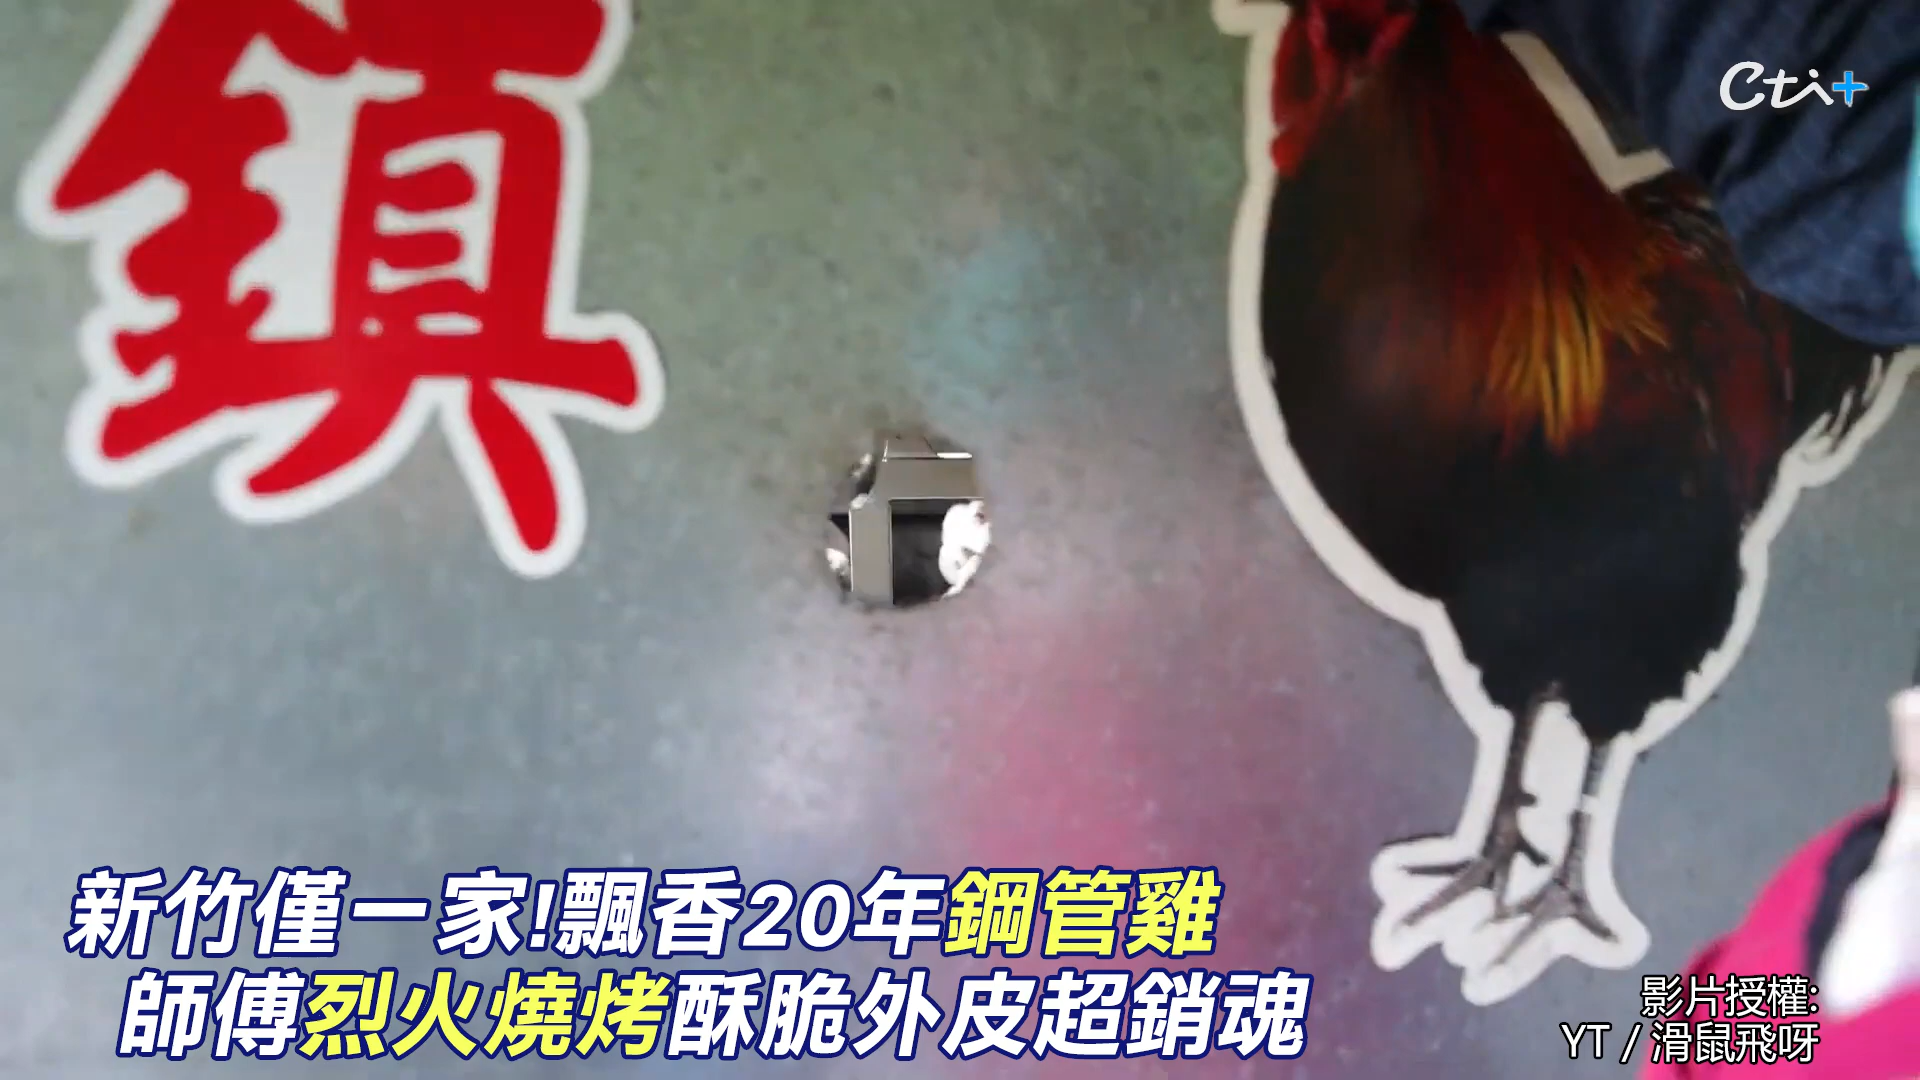 Cti+
鎮
新竹僅一家!飄香20年鋼管雞
師傅烈火燒烤酥脆外皮超銷魂
影片授權:
YT / 滑鼠飛呀